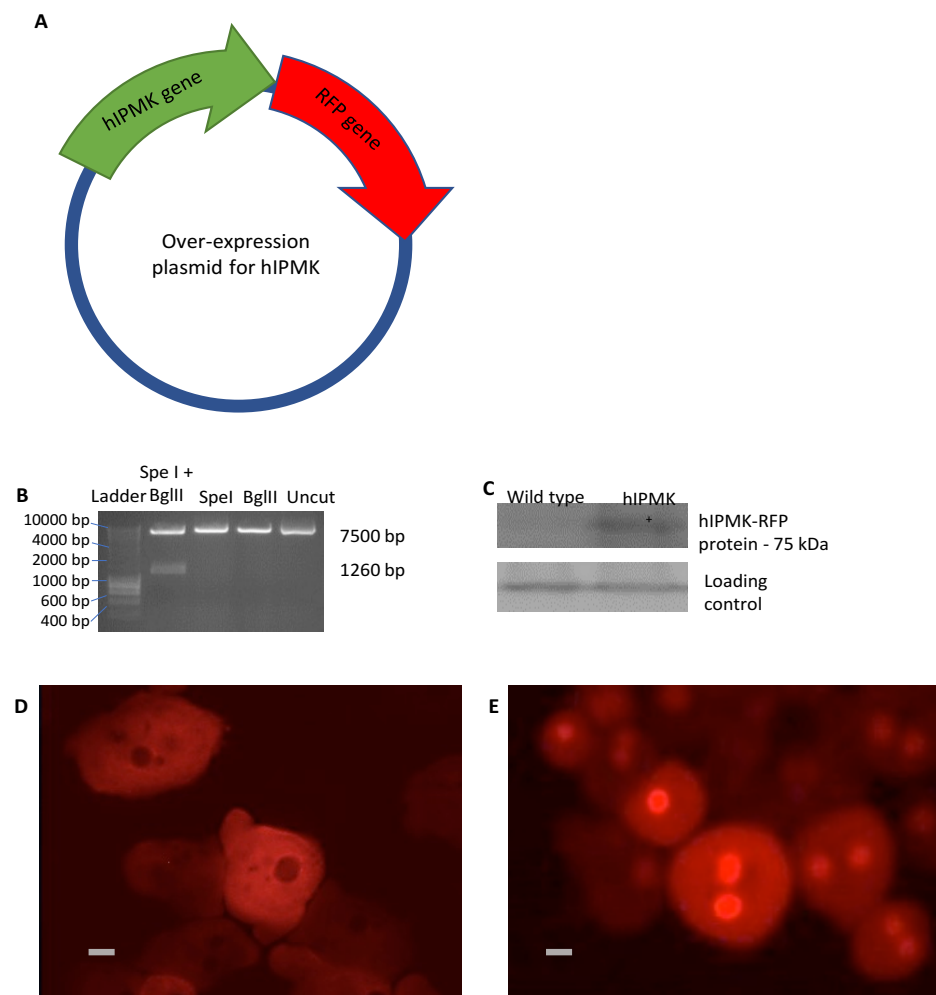 A
hIPMK gene
RFP gene
Over-expression
plasmid for hIPMK
B
Spe I +
Ladder BglII SpeI BglII Uncut
10000 bp
4000 bp
2000 bp
1000 bp
600 bp
400 bp
7500 bp
1260 bp
C
Wild type hIPMK
+
hIPMK-RFP
protein - 75 kDa
Loading
control
D
E